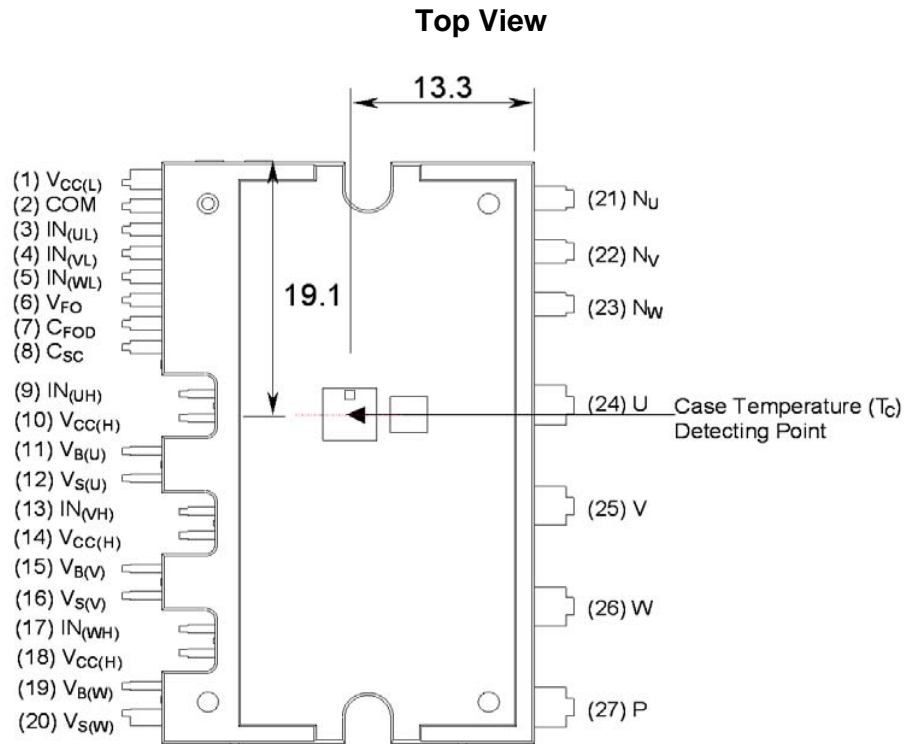 Top View
13.3
(1) VCC(L)
(2) COM
(3) IN(UL)
(4) IN(VL)
(5) IN(WL)
(6) VFO
(7) CFOD
(8) CSC
(9) IN(UH)
(10) VCC(H)
(11) VB(U)
(12) VS(U)
(13) IN(VH)
(14) VCC(H)
(15) VB(V)
(16) VS(V)
(17) IN(WH)
(18) VCC(H)
(19) VB(W)
(20) VS(W)
19.1
(21) NU
(22) NV
(23) NW
(24) U
Case Temperature (TC)
Detecting Point
(25) V
(26) W
(27) P